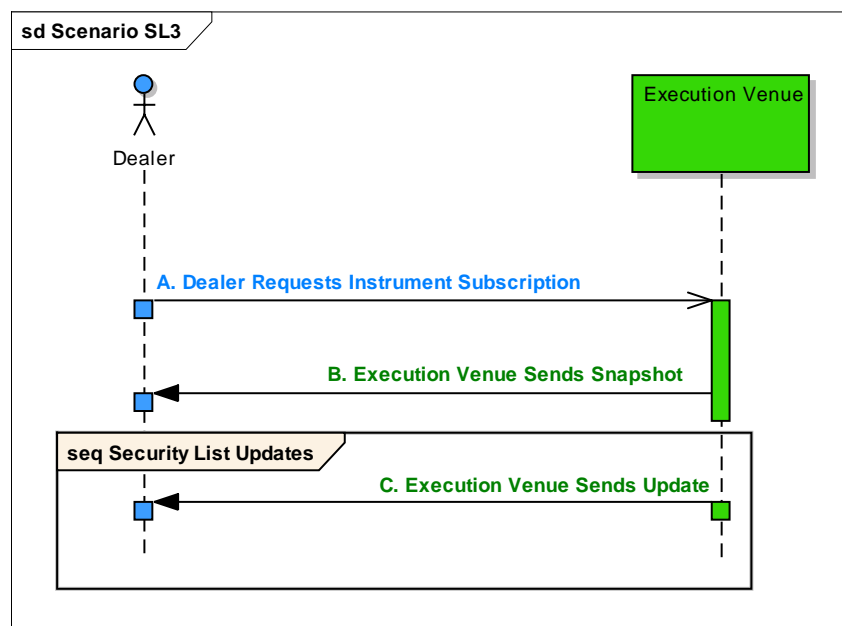 sd Scenario SL3
Dealer
Execution Venue
A. Dealer Requests Instrument Subscription
B. Execution Venue Sends Snapshot
seq Security List Updates
C. Execution Venue Sends Update